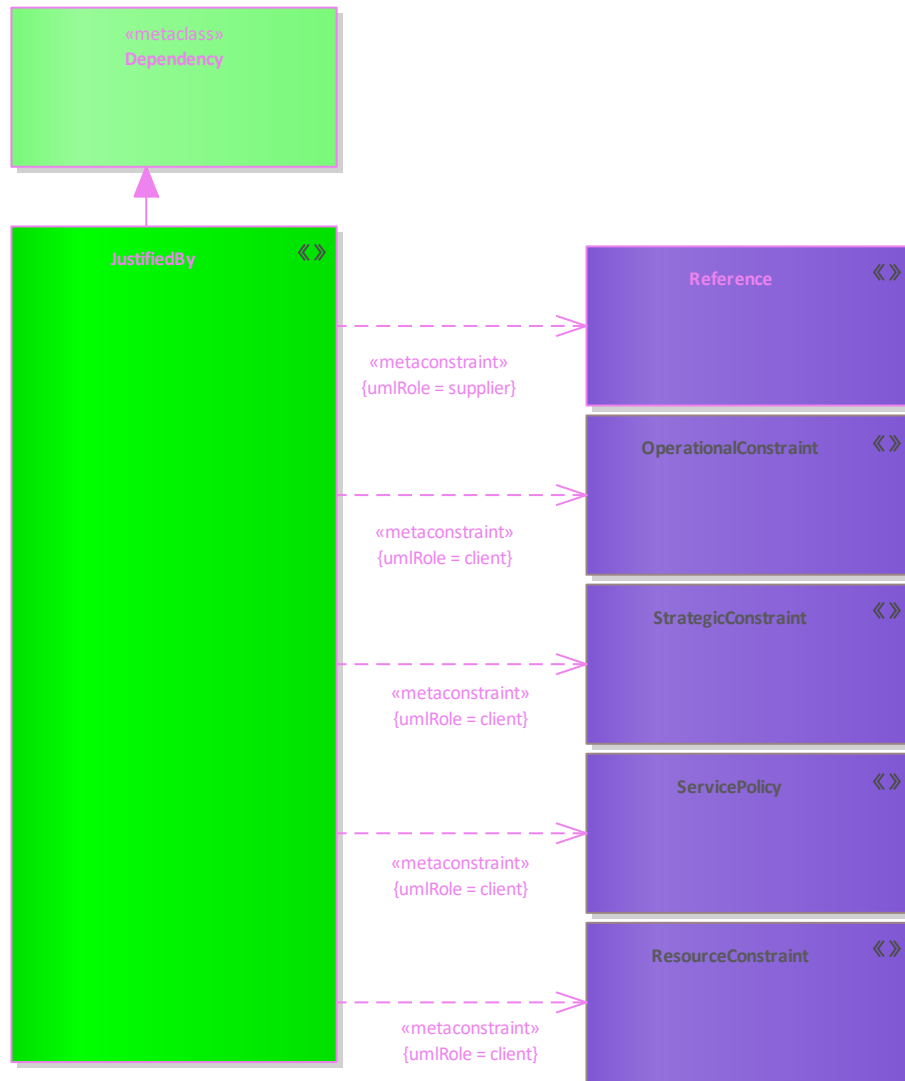 «metaclass»
Dependency
JustifiedBy
«»
Reference
«»
«metaconstraint»
{umlRole = supplier}
OperationalConstraint
«»
«metaconstraint»
{umlRole = client}
StrategicConstraint
«»
«metaconstraint»
{umlRole = client}
ServicePolicy
«»
«metaconstraint»
{umlRole = client}
ResourceConstraint
«»
«metaconstraint»
{umlRole = client}